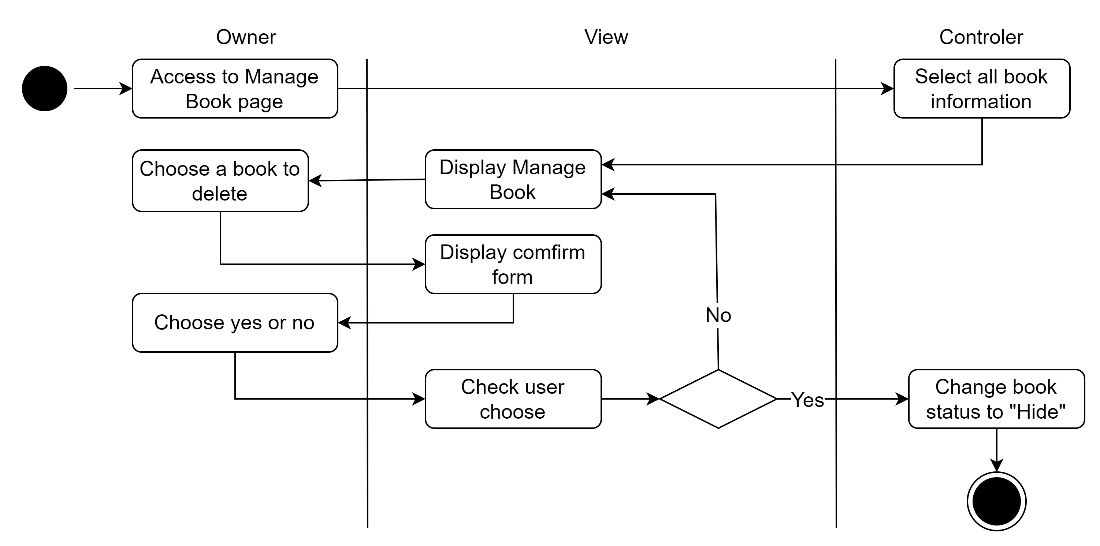 Owner
View
Controler
Access to Manage
Book page
Select all book
information
Choose a book to
delete
Display Manage
Book
Display comfirm
form
Choose yes or no
No
Check user
choose
Yes
Change book
status to "Hide"